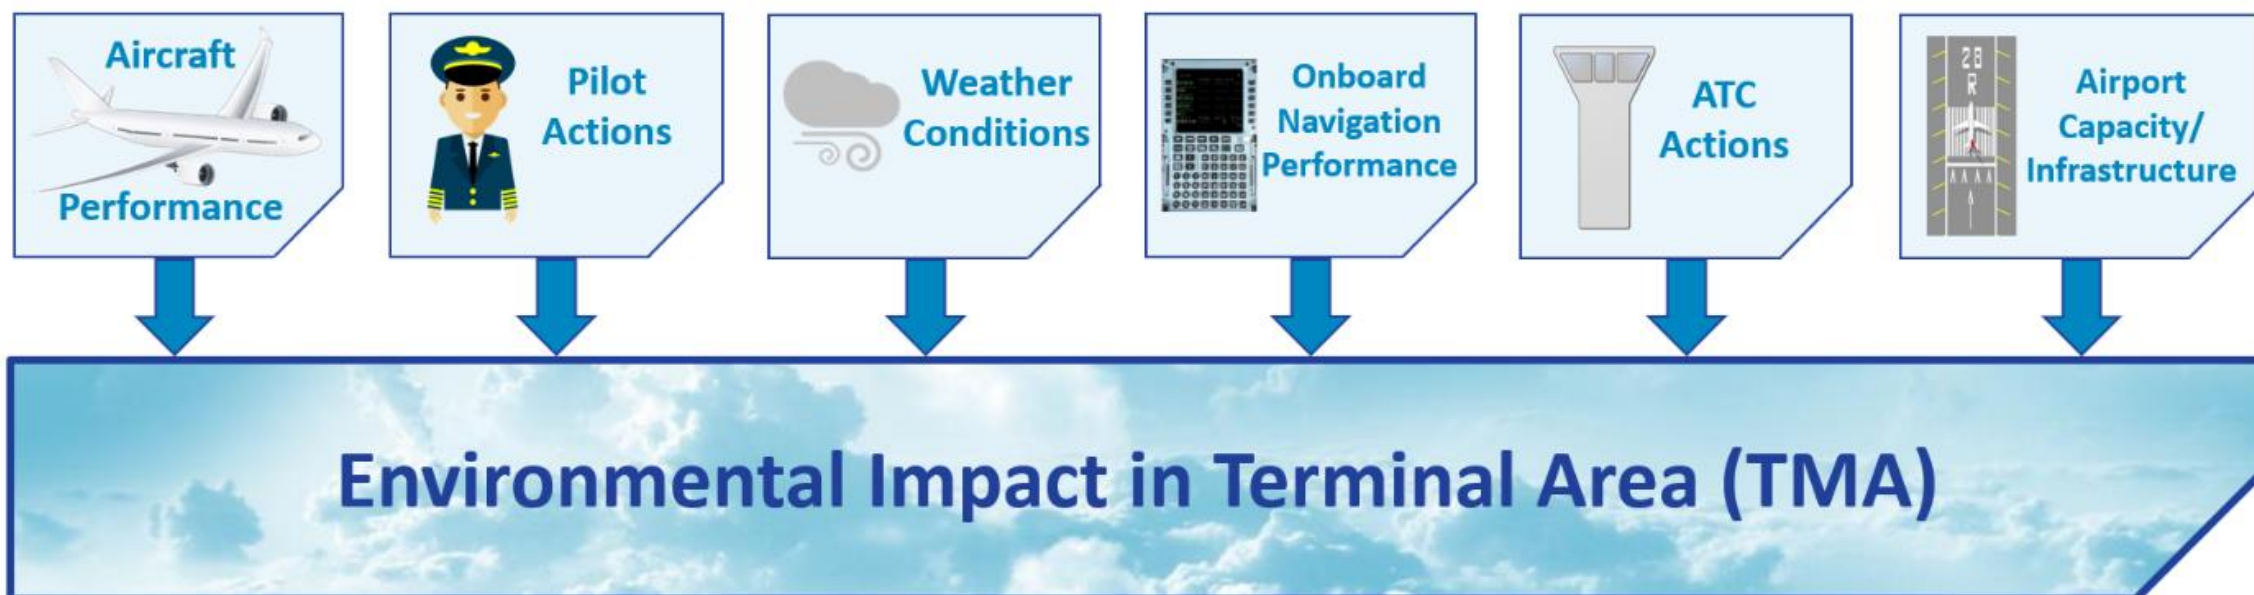 Aircraft
Performance
Pilot
Actions
Weather
Conditions
Onboard
Navigation
Performance
ATC
Actions
28
R
Airport
Capacity/
Infrastructure
Environmental Impact in Terminal Area (TMA)